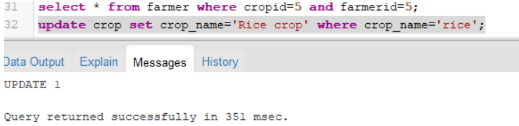 31 select * from farmer where cropid=5 and farmerid=5;
32 update crop set crop_name='Rice crop' where crop_name='rice';
Data Output Explain Messages History
UPDATE 1
Query returned successfully in 351 msec.